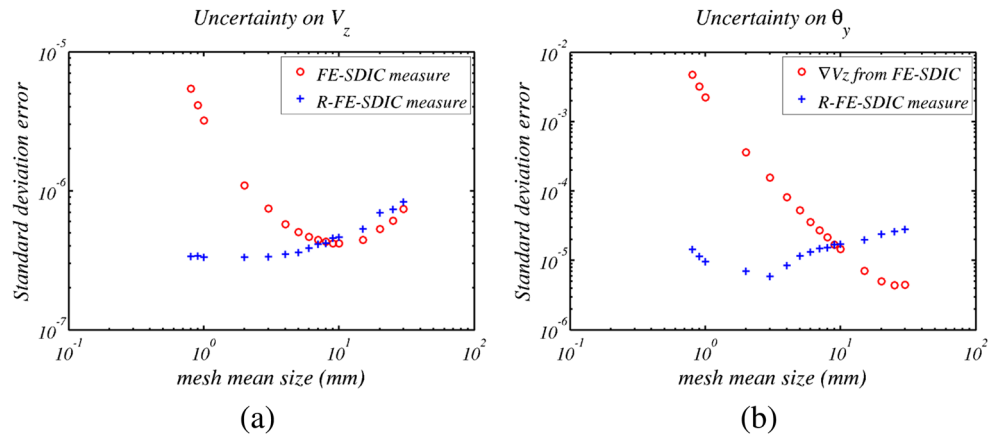 Uncertainty on V_z
Standard deviation error
10^-5
10^-6
10^-7
FE-SDIC measure
R-FE-SDIC measure
10^-1
10^0
10^1
10^2
mesh mean size (mm)
(a)
Uncertainty on θ_y
Standard deviation error
10^-2
10^-3
10^-4
10^-5
10^-6
∇Vz from FE-SDIC
R-FE-SDIC measure
10^-1
10^0
10^1
10^2
mesh mean size (mm)
(b)